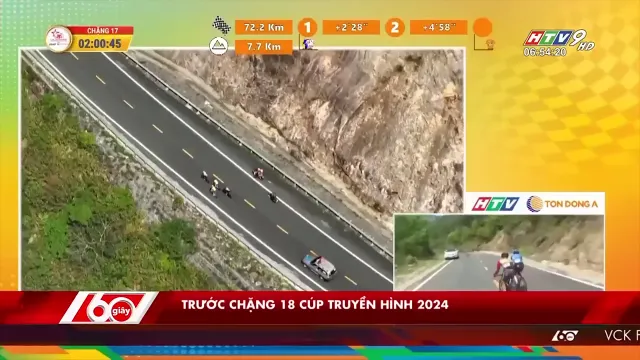 CHẶNG 17
02:00:45
72.2 Km
1
+2'28"
2
+4'58"
7.7 Km
HTV9 HD
06:54:20
HTV
TON DONG A
60 giây
TRƯỚC CHẶNG 18 CÚP TRUYỀN HÌNH 2024
60
VCK